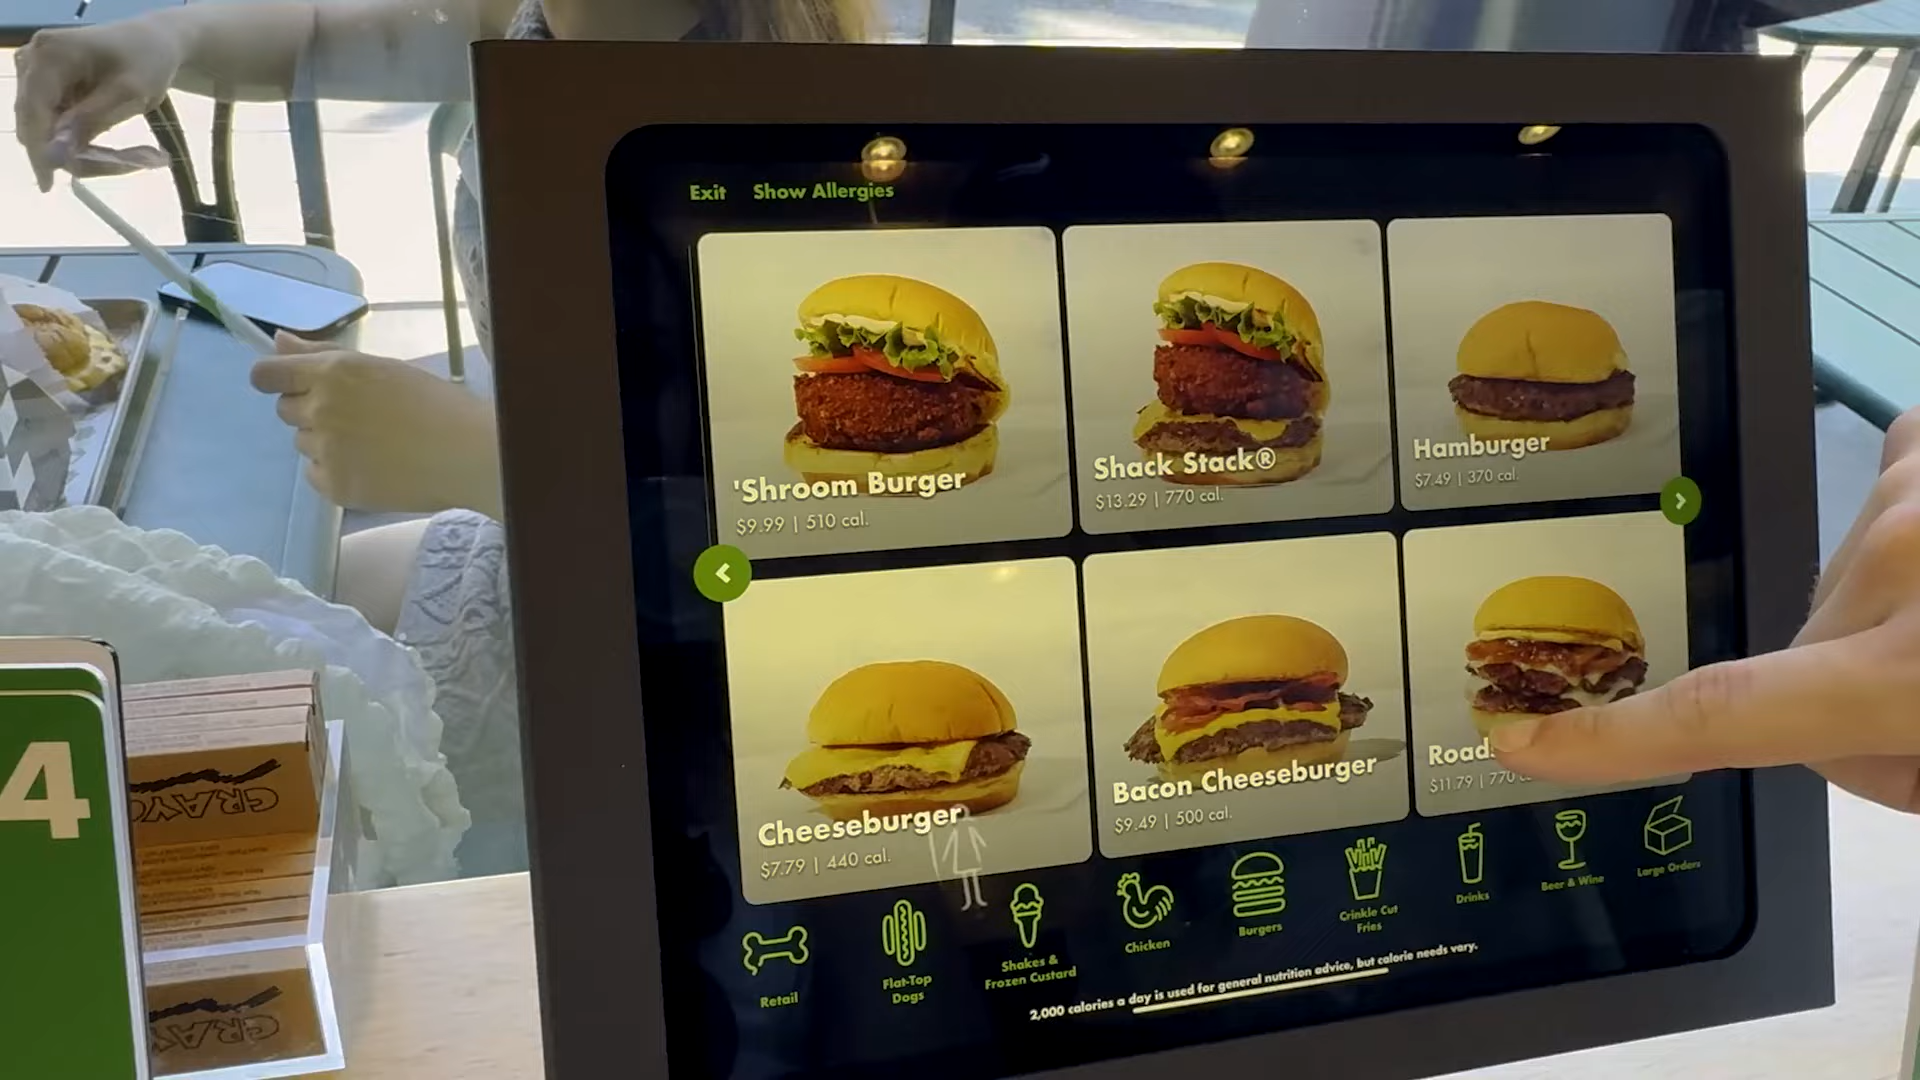 Exit Show Allergies
'Shroom Burger
$9.99 | 510 cal.
Shack Stack®
$13.29 | 770 cal.
Hamburger
$7.49 | 370 cal.
Cheeseburger
$7.79 | 440 cal.
Bacon Cheeseburger
$9.49 | 500 cal.
$11.79 | 770
Retail
Flat-Top
Dogs
Shakes &
Frozen Custard
Chicken
Burgers
Crinkle Cut
Fries
Drinks
Beer & Wine
Large Orders
2,000 calories a day is used for general nutrition advice, but calorie needs vary.
4